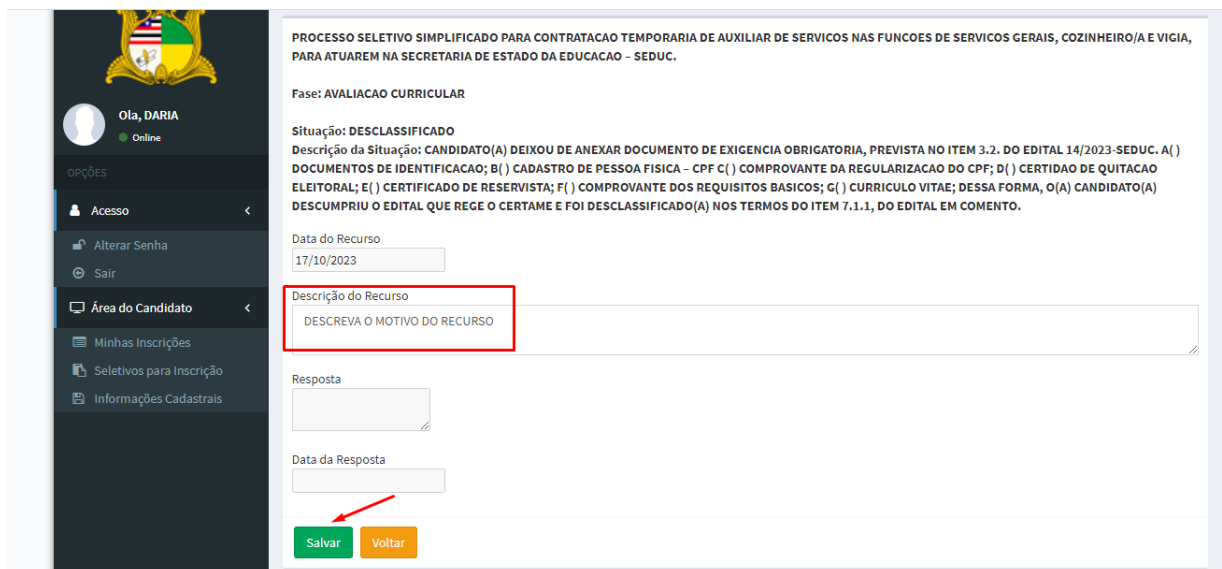 Ola, DARIA
Online
OPÇÕES
Acesso
Alterar Senha
Sair
Área do Candidato
Minhas Inscrições
Seletivos para Inscrição
Informações Cadastrais
PROCESSO SELETIVO SIMPLIFICADO PARA CONTRATACAO TEMPORARIA DE AUXILIAR DE SERVICOS NAS FUNCOES DE SERVICOS GERAIS, COZINHEIRO/A E VIGIA,
PARA ATUAREM NA SECRETARIA DE ESTADO DA EDUCACAO – SEDUC.
Fase: AVALIACAO CURRICULAR
Situação: DESCLASSIFICADO
Descrição da Situação: CANDIDATO(A) DEIXOU DE ANEXAR DOCUMENTO DE EXIGENCIA OBRIGATORIA, PREVISTA NO ITEM 3.2. DO EDITAL 14/2023-SEDUC. A( )
DOCUMENTOS DE IDENTIFICACAO; B( ) CADASTRO DE PESSOA FISICA – CPF C( ) COMPROVANTE DA REGULARIZACAO DO CPF; D( ) CERTIDAO DE QUITACAO
ELEITORAL; E( ) CERTIFICADO DE RESERVISTA; F( ) COMPROVANTE DOS REQUISITOS BASICOS; G( ) CURRICULO VITAE; DESSA FORMA, O(A) CANDIDATO(A)
DESCUMPRIU O EDITAL QUE REGE O CERTAME E FOI DESCLASSIFICADO(A) NOS TERMOS DO ITEM 7.1.1, DO EDITAL EM COMENTO.
Data do Recurso
17/10/2023
Descrição do Recurso
DESCREVA O MOTIVO DO RECURSO
Resposta
Data da Resposta
Salvar
Voltar